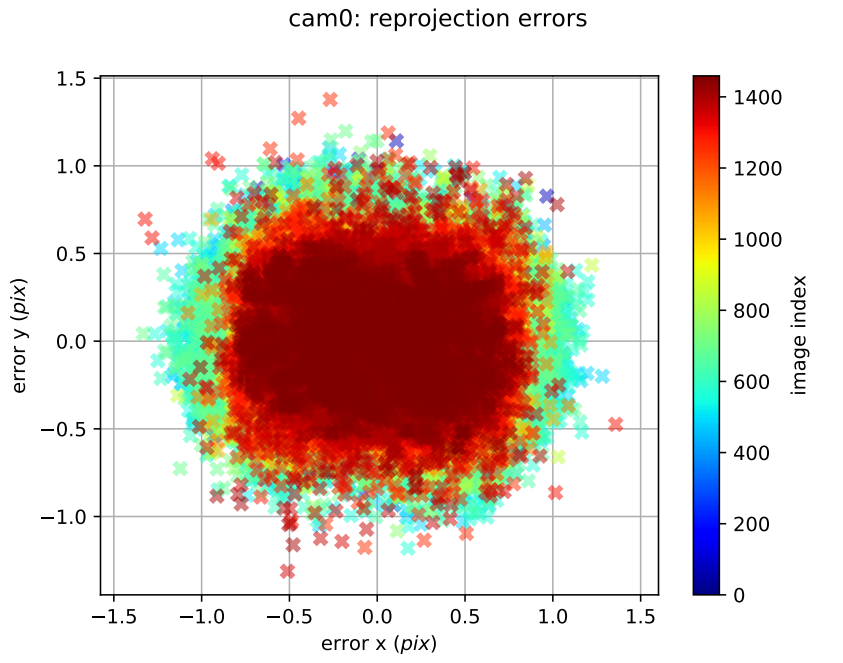 cam0: reprojection errors
1.5
1.0
0.5
0.0
−0.5
−1.0
error y (pix)
−1.5 −1.0 −0.5 0.0 0.5 1.0 1.5
error x (pix)
1400
1200
1000
800
600
400
200
0
image index